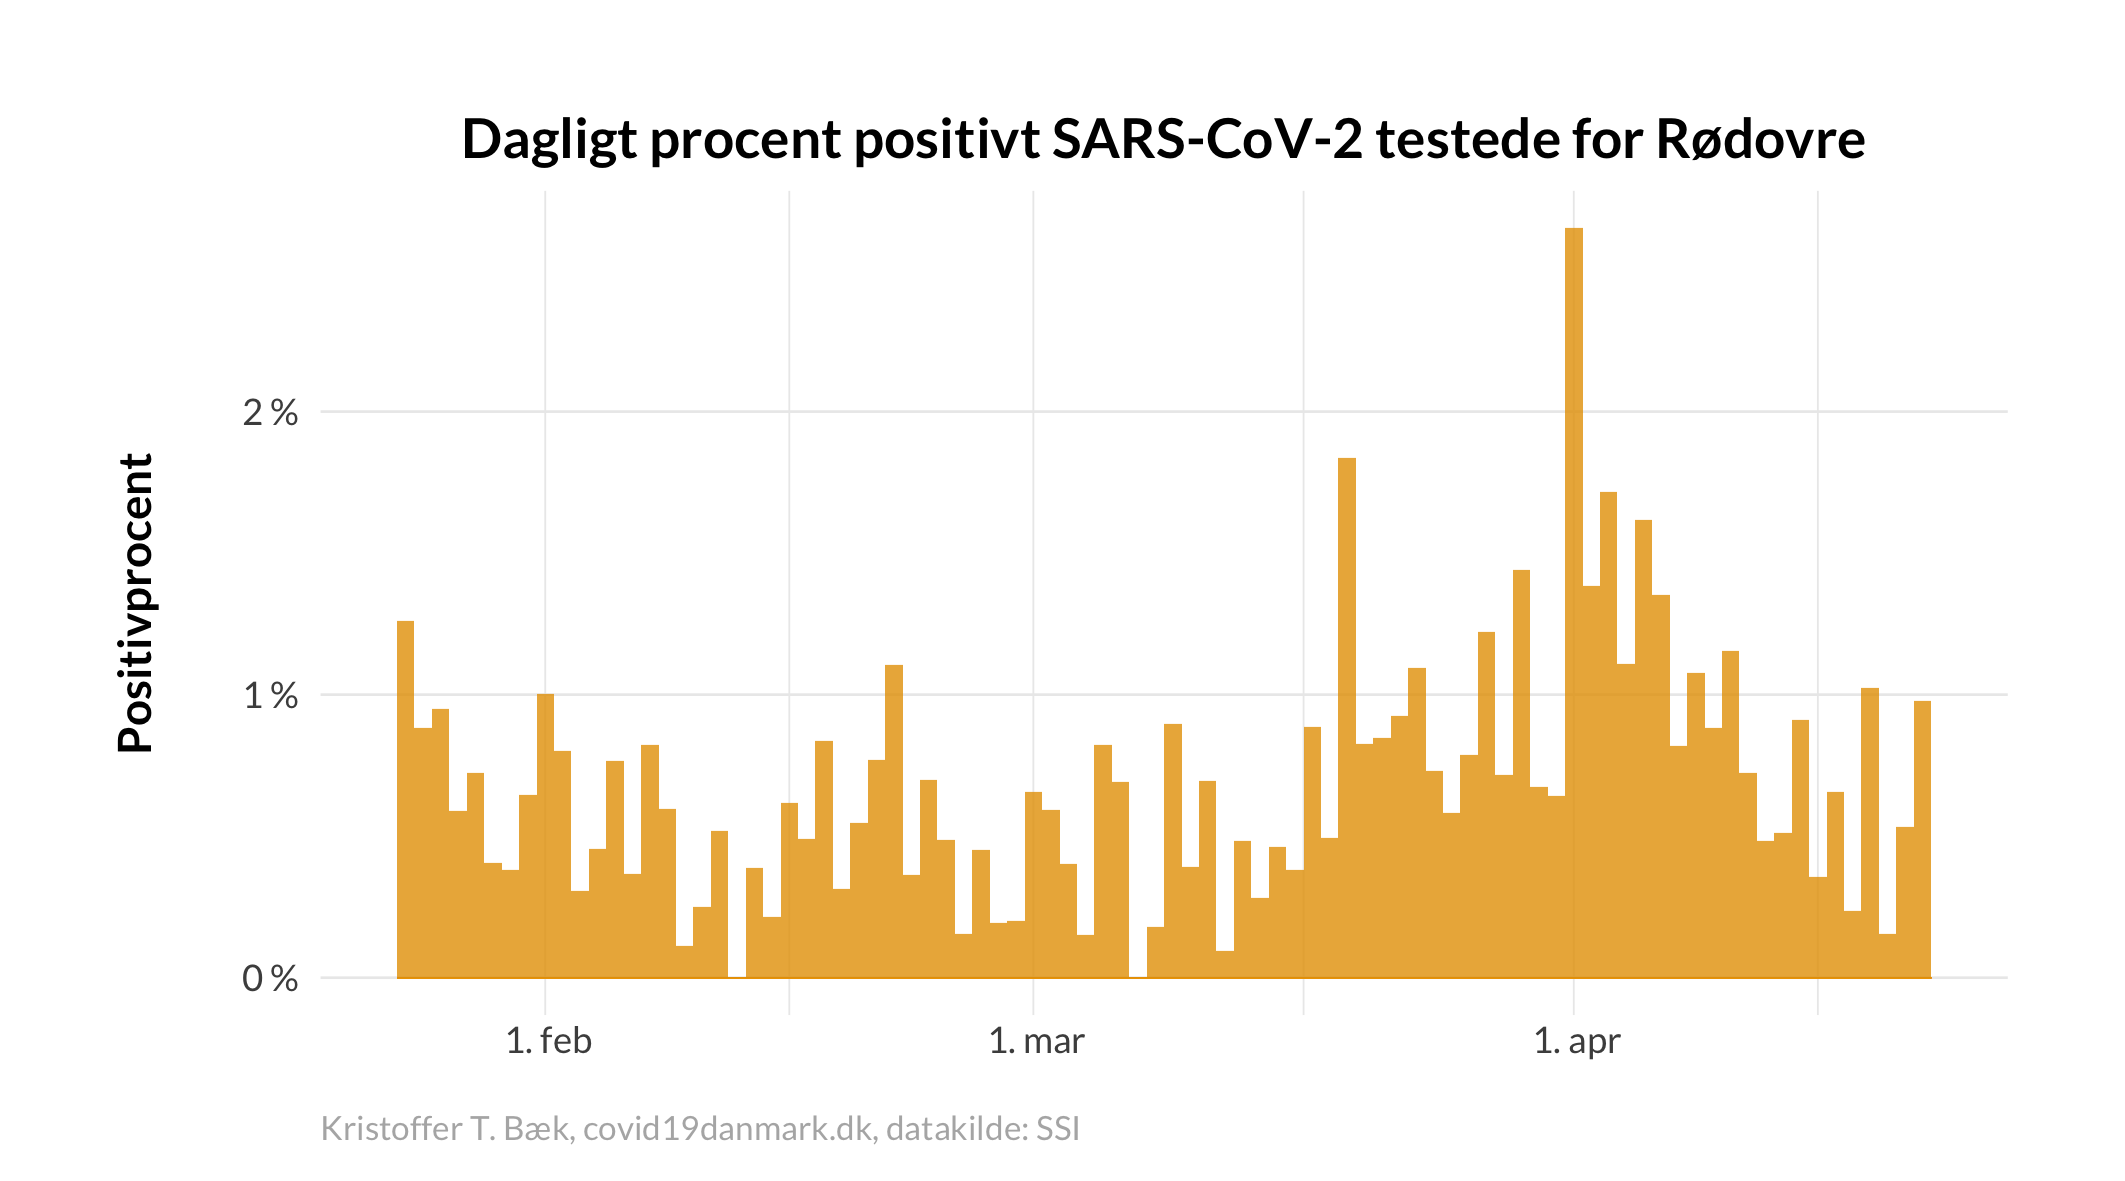 Dagligt procent positivt SARS-CoV-2 testede for Rødovre
Positivprocent
2 %
1 %
0 %
1. feb
1. mar
1. apr
Kristoffer T. Bæk, covid19danmark.dk, datakilde: SSI